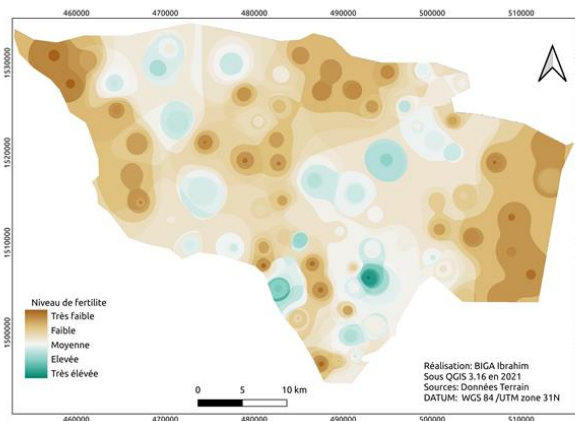 460000 470000 480000 490000 500000 510000
1530000
1520000
1510000
1500000
Niveau de fertilite
Très faible
Faible
Moyenne
Elevée
Très élévée
0 5 10 km
Réalisation: BIGA Ibrahim
Sous QGIS 3.16 en 2021
Sources: Données Terrain
DATUM: WGS 84 /UTM zone 31N
460000 470000 480000 490000 500000 510000